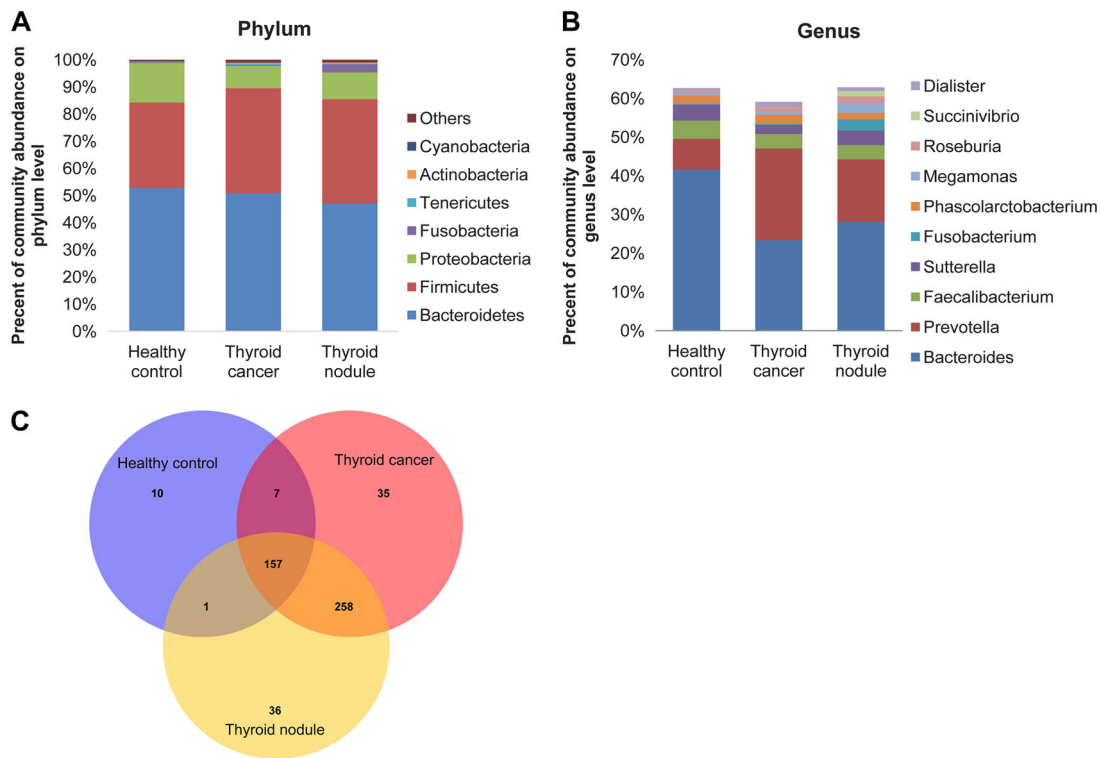 A
Phylum
Precent of community abundance on
phylum level
100%
90%
80%
70%
60%
50%
40%
30%
20%
10%
0%
Healthy
control
Thyroid
cancer
Thyroid
nodule
Others
Cyanobacteria
Actinobacteria
Tenericutes
Fusobacteria
Proteobacteria
Firmicutes
Bacteroidetes
B
Genus
Precent of community abundance on
genus level
70%
60%
50%
40%
30%
20%
10%
0%
Healthy
control
Thyroid
cancer
Thyroid
nodule
Dialister
Succinivibrio
Roseburia
Megamonas
Phascolarctobacterium
Fusobacterium
Sutterella
Faecalibacterium
Prevotella
Bacteroides
C
Healthy control
10
7
Thyroid cancer
35
157
1
258
36
Thyroid nodule